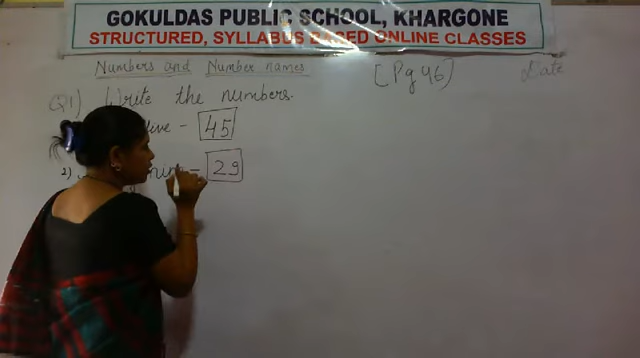 GOKULDAS PUBLIC SCHOOL, KHARGONE
STRUCTURED, SYLLABUS BASED ONLINE CLASSES
Numbers and Number names
[Pg 46)
Date
Q1) Write the numbers.
- 45
2) - 29